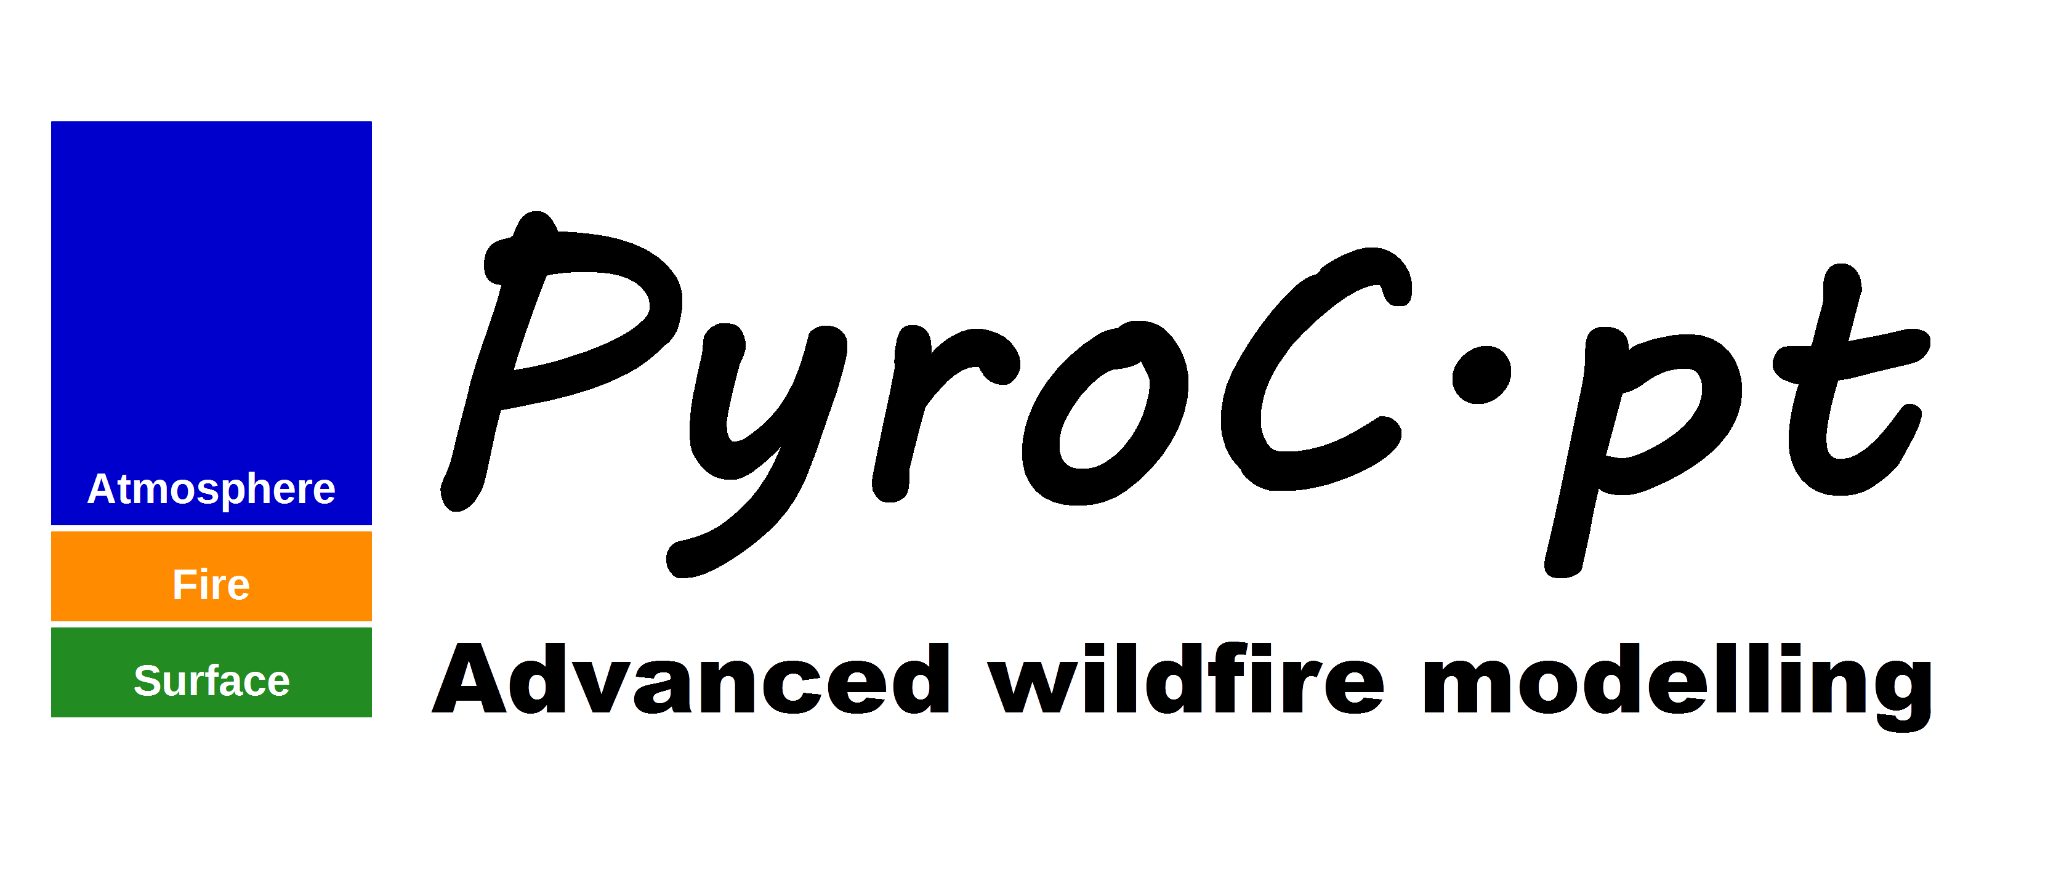 Atmosphere
Fire
Surface
PyroC·pt
Advanced wildfire modelling